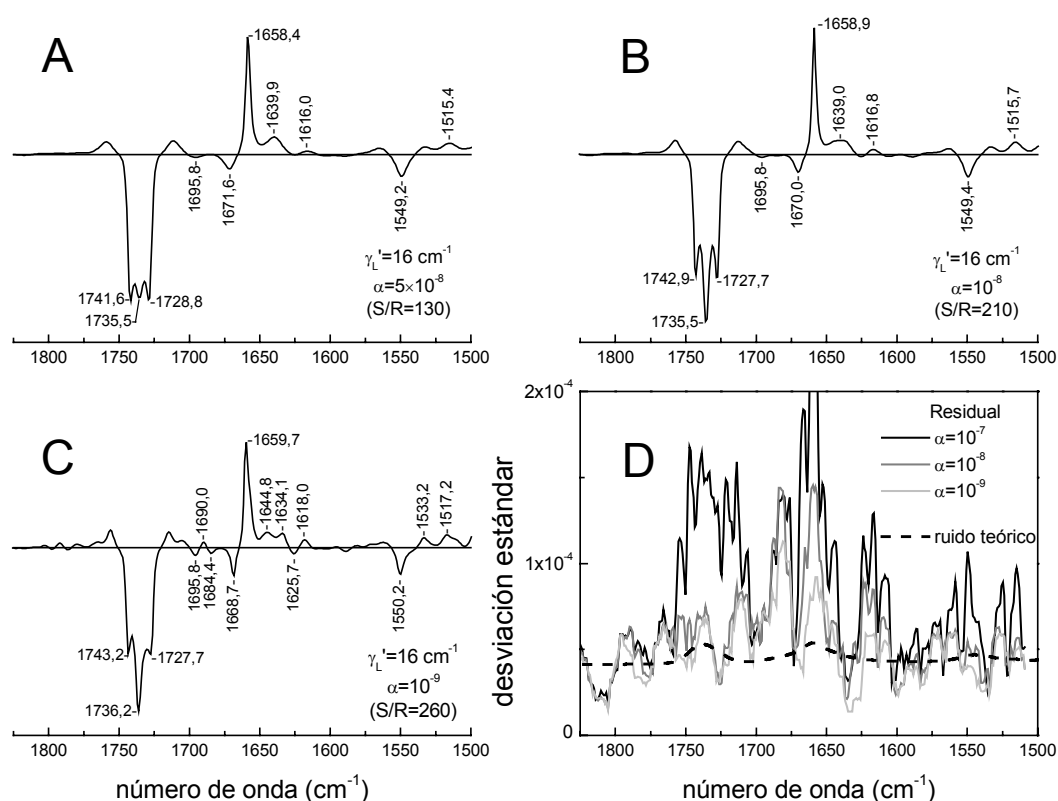 A
-1658,4
-1639,9
-1616,0
-1515.4
1695,8-
1671,6-
1549,2-
1741,6-
-1728,8
1735,5-
γL'=16 cm-1
α=5×10-8
(S/R=130)
1800 1750 1700 1650 1600 1550 1500
B
-1658,9
-1639,0
-1616,8
-1515,7
1695,8-
1670,0-
1549,4-
1742,9-
-1727,7
1735,5-
γL'=16 cm-1
α=10-8
(S/R=210)
1800 1750 1700 1650 1600 1550 1500
C
-1659,7
-1690,0
-1644,8
-1634,1
-1618,0
-1533,2
-1517,2
1695,8-
1684,4-
1668,7-
1625,7-
1550,2-
1743,2-
-1727,7
1736,2-
γL'=16 cm-1
α=10-9
(S/R=260)
1800 1750 1700 1650 1600 1550 1500
número de onda (cm-1)
D
desviación estándar
2x10-4
1x10-4
0
Residual
α=10-7
α=10-8
α=10-9
ruido teórico
1800 1750 1700 1650 1600 1550 1500
número de onda (cm-1)